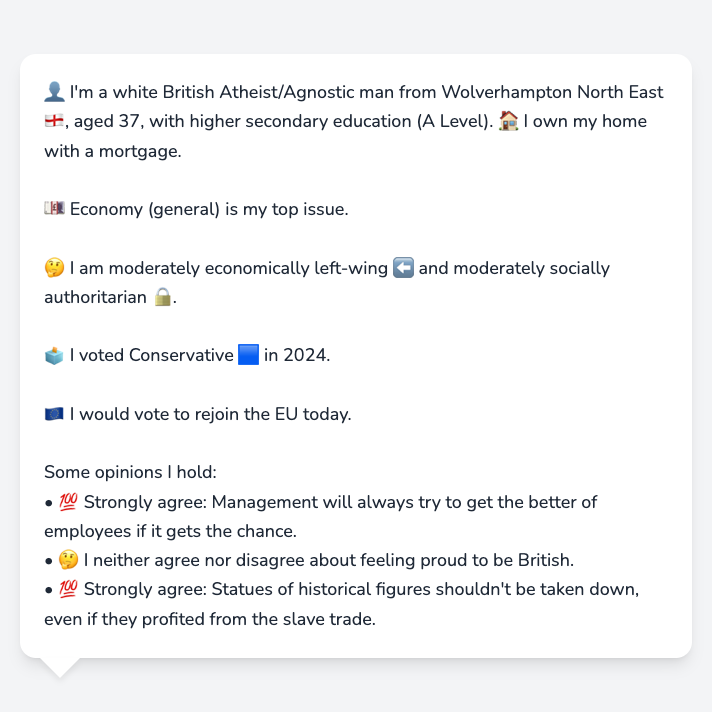 👤 I'm a white British Atheist/Agnostic man from Wolverhampton North East
🏴󠁧󠁢󠁥󠁮󠁧󠁿, aged 37, with higher secondary education (A Level). 🏠 I own my home
with a mortgage.
💷 Economy (general) is my top issue.
🤔 I am moderately economically left-wing ⬅️ and moderately socially
authoritarian 🔒.
🗳️ I voted Conservative 🟦 in 2024.
🇪🇺 I would vote to rejoin the EU today.
Some opinions I hold:
• 💯 Strongly agree: Management will always try to get the better of
employees if it gets the chance.
• 🤔 I neither agree nor disagree about feeling proud to be British.
• 💯 Strongly agree: Statues of historical figures shouldn't be taken down,
even if they profited from the slave trade.